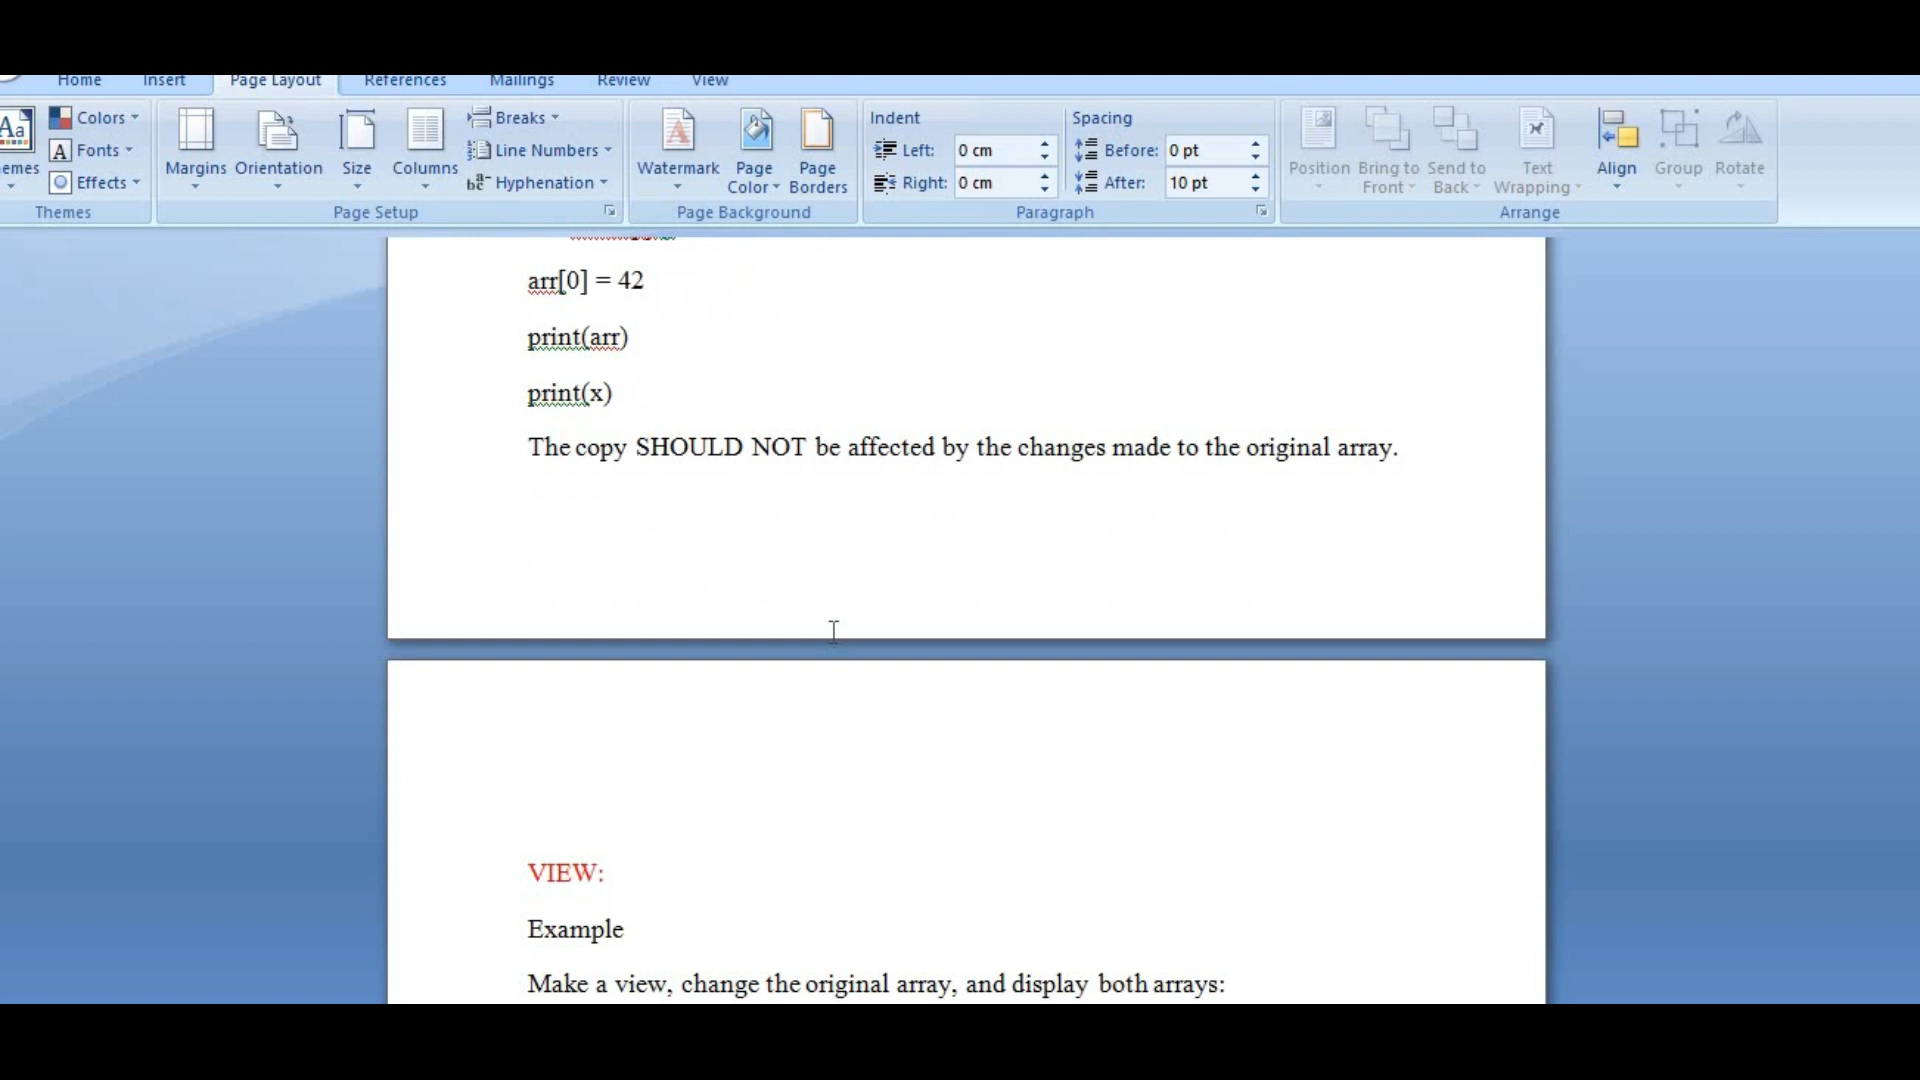 Home Insert Page Layout References Mailings Review View
Colors
Fonts
Effects
Themes
Margins Orientation Size Columns
Breaks
Line Numbers
Hyphenation
Page Setup
Watermark Page Color Page Borders
Page Background
Indent
Left: 0 cm
Right: 0 cm
Spacing
Before: 0 pt
After: 10 pt
Paragraph
Position Bring to Front Send to Back Text Wrapping Align Group Rotate
Arrange
arr[0] = 42
print(arr)
print(x)
The copy SHOULD NOT be affected by the changes made to the original array.
VIEW:
Example
Make a view, change the original array, and display both arrays: